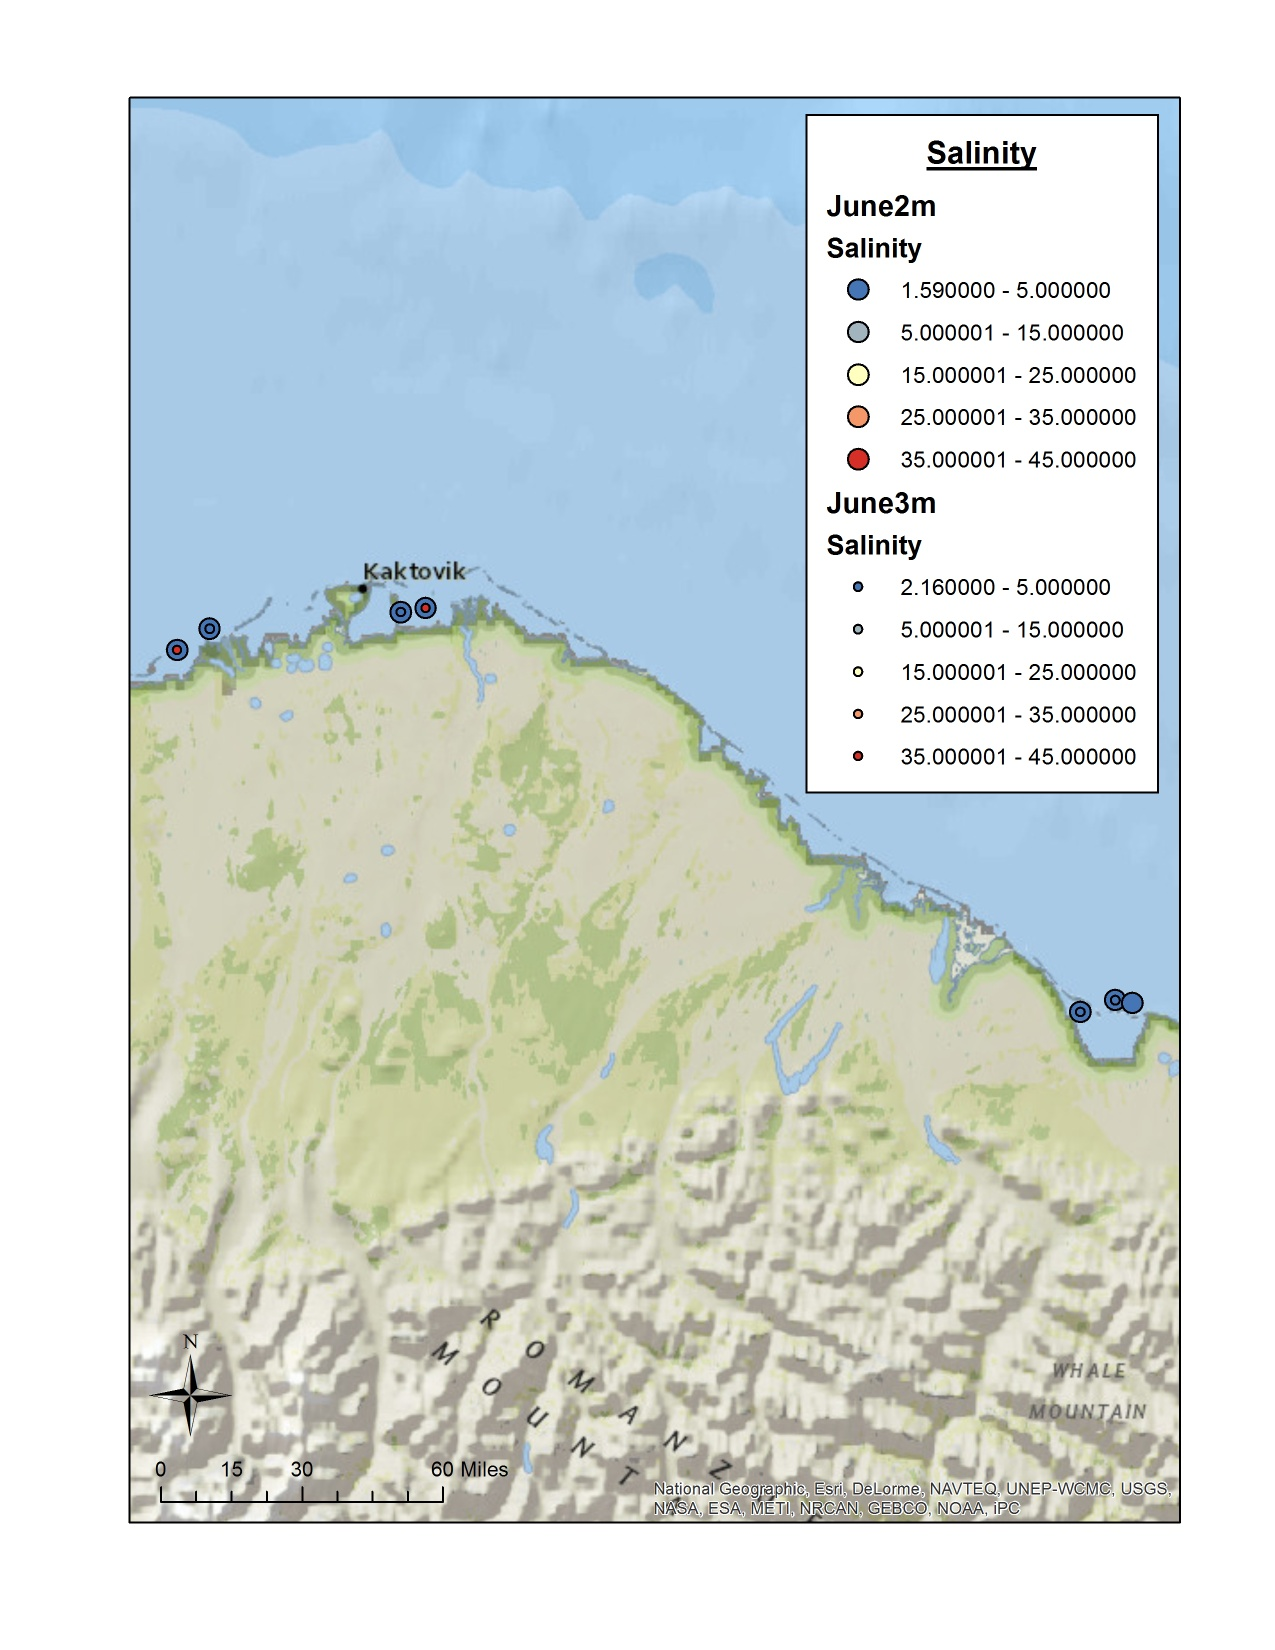 Salinity
June2m
Salinity
1.590000 - 5.000000
5.000001 - 15.000000
15.000001 - 25.000000
25.000001 - 35.000000
35.000001 - 45.000000
June3m
Salinity
2.160000 - 5.000000
5.000001 - 15.000000
15.000001 - 25.000000
25.000001 - 35.000000
35.000001 - 45.000000
Kaktovik
ROMANZ
MOUNT
WHALE
MOUNTAIN
N
0 15 30 60 Miles
National Geographic, Esri, DeLorme, NAVTEQ, UNEP-WCMC, USGS,
NASA, ESA, METI, NRCAN, GEBCO, NOAA, iPC